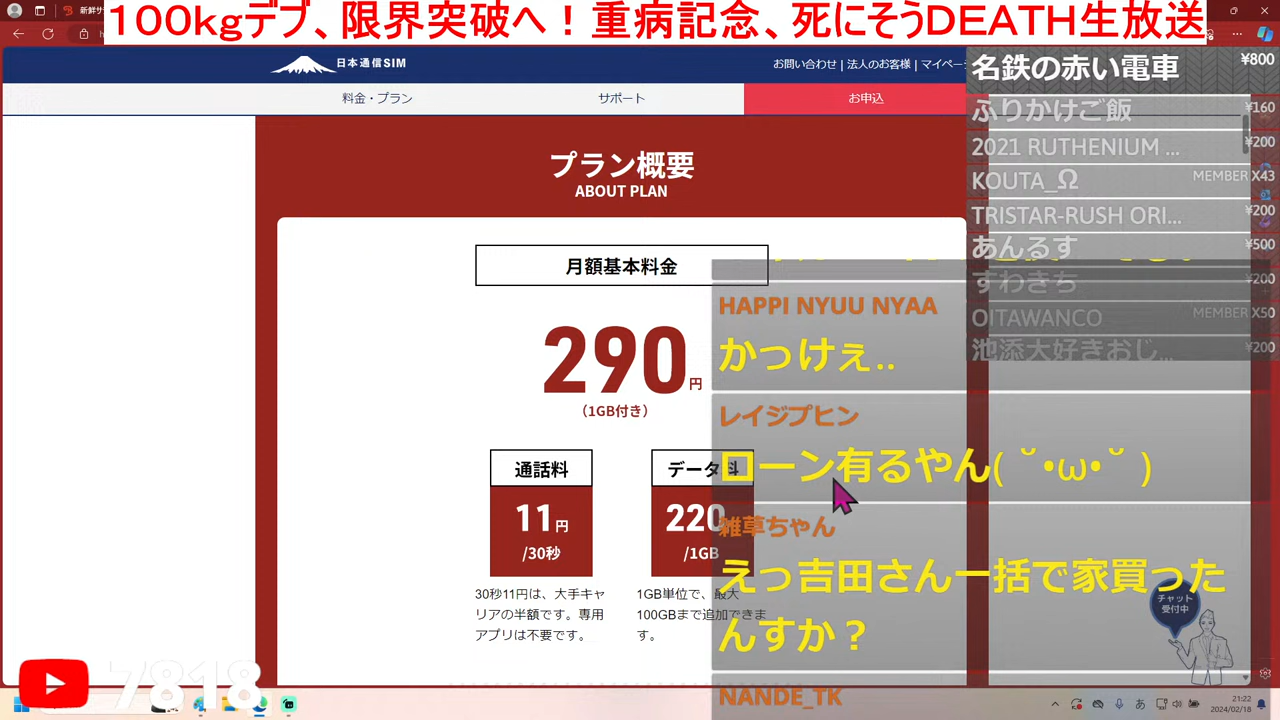 100kgデブ、限界突破へ！重病記念、死にそうDEATH生放送
日本通信SIM
お問い合わせ | 法人のお客様 | マイペー
料金・プラン
サポート
お申込
プラン概要
ABOUT PLAN
月額基本料金
290円
（1GB付き）
通話料
11円
/30秒
30秒11円は、大手キャ
リアの半額です。専用
アプリは不要です。
データ料
220
/1GB
1GB単位で、最大
100GBまで追加できま
す。
名鉄の赤い電車 ¥800
ふりかけご飯 ¥160
2021 RUTHENIUM ... ¥200
KOUTA_Ω MEMBER X43
TRISTAR-RUSH ORI... ¥200
あんるす ¥500
すわきち ¥200
OITAWANCO MEMBER X50
池添大好きおじ... ¥200
HAPPI NYUU NYAA
かっけぇ..
レイジプヒン
ローン有るやん( ˘•ω•˘ )
雑草ちゃん
えっ吉田さん一括で家買った
んすか？
NANDE_TK
チャット
受付中
7818
21:22
2024/02/18